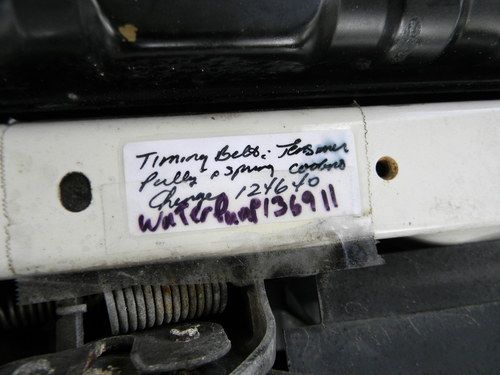 Timing Belt: Tensioner
Pully & Spring coolant
Change 124640
WaTerPump 136911